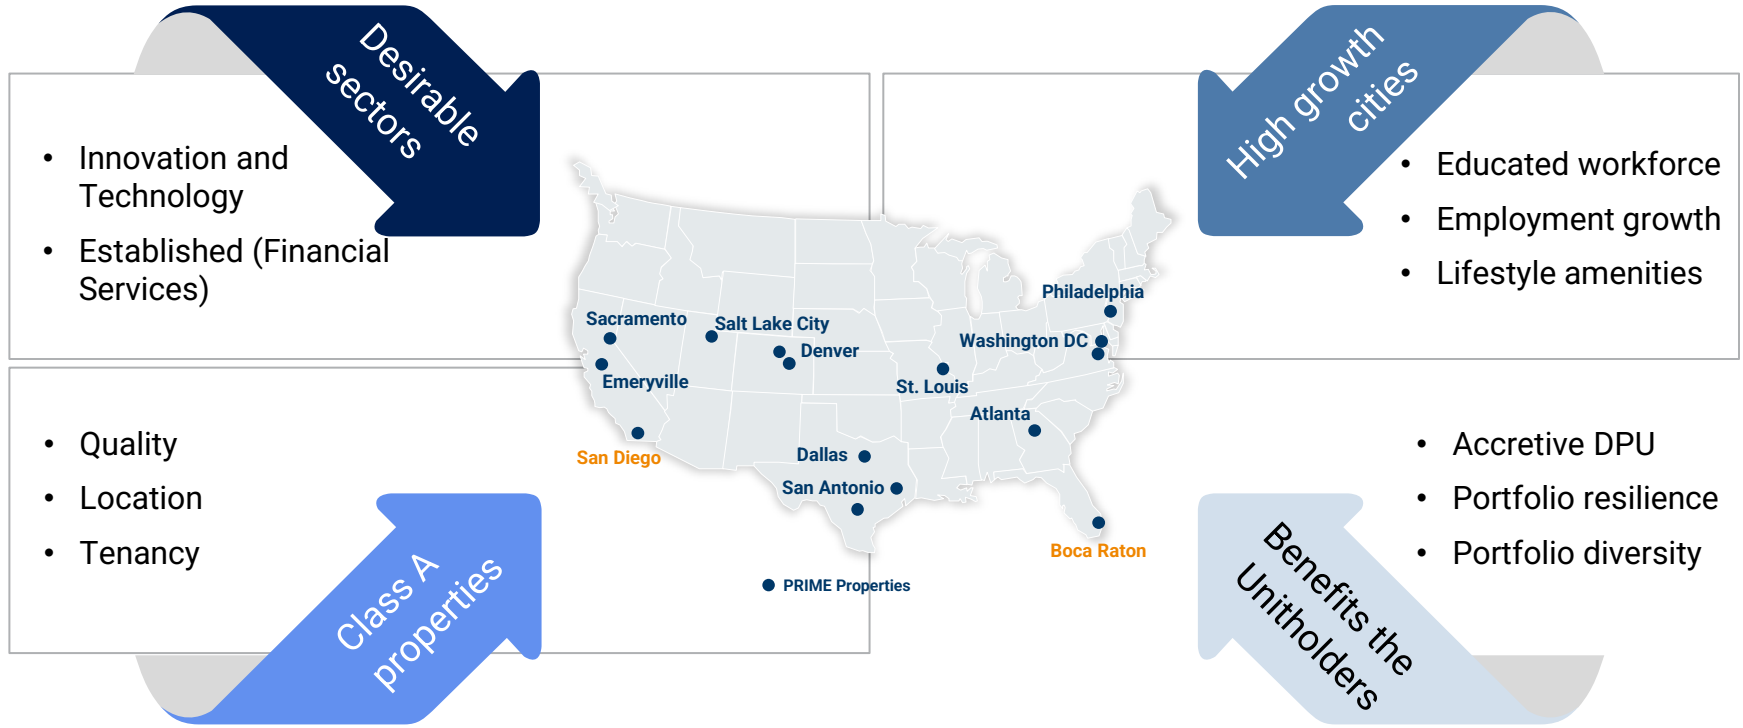 Desirable
sectors
• Innovation and
Technology
• Established (Financial
Services)
High growth
cities
• Educated workforce
• Employment growth
• Lifestyle amenities
Philadelphia
Sacramento
Salt Lake City
Washington DC
Denver
Emeryville
St. Louis
Atlanta
San Diego
Dallas
San Antonio
Boca Raton
PRIME Properties
• Quality
• Location
• Tenancy
Class A
properties
• Accretive DPU
• Portfolio resilience
• Portfolio diversity
Benefits the
Unitholders